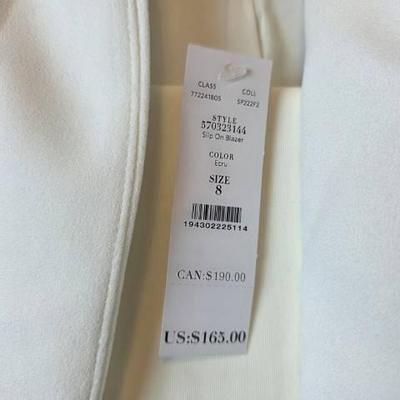 CLASS COLL
772241805 SP222F2
STYLE
570323144
Slip On Blazer
COLOR
Ecru
SIZE
8
194302225114
CAN:$190.00
US:$165.00